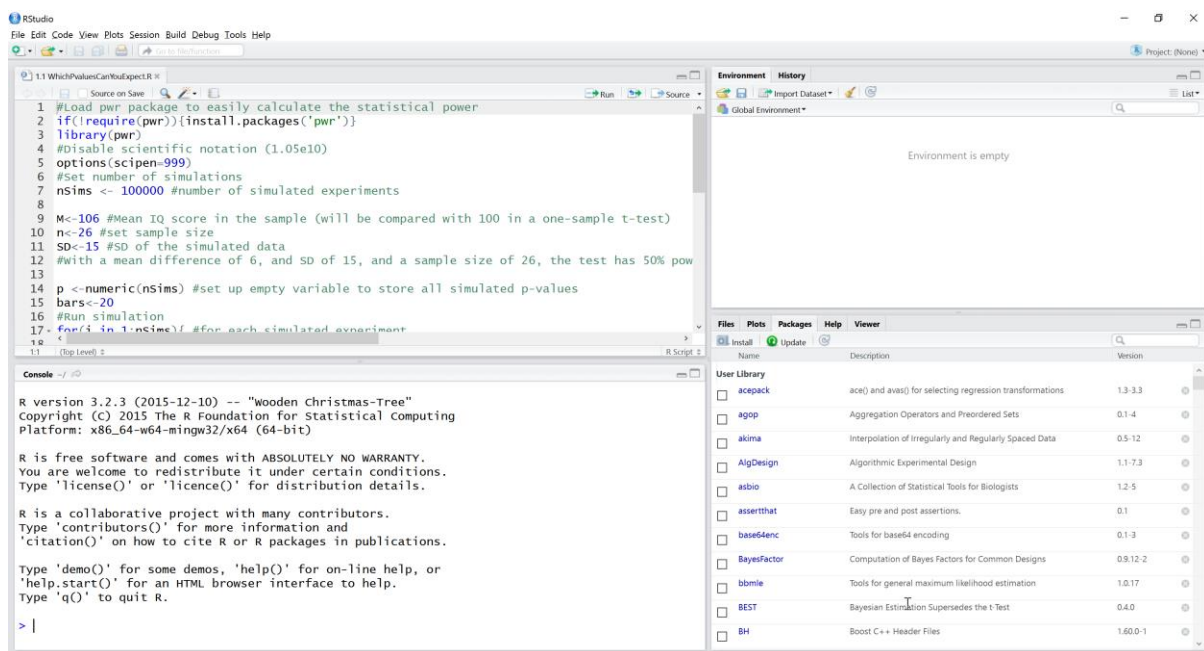 RStudio
File Edit Code View Plots Session Build Debug Tools Help
Go to file/function
Project: (None)
1.1 WhichPvaluesCanYouExpect.R
Source on Save
Run
Source
1 #Load pwr package to easily calculate the statistical power
2 if(!require(pwr)){install.packages('pwr')}
3 library(pwr)
4 #Disable scientific notation (1.05e10)
5 options(scipen=999)
6 #Set number of simulations
7 nSims <- 100000 #number of simulated experiments
8
9 M<-106 #Mean IQ score in the sample (will be compared with 100 in a one-sample t-test)
10 n<-26 #set sample size
11 SD<-15 #SD of the simulated data
12 #With a mean difference of 6, and SD of 15, and a sample size of 26, the test has 50% pow
13
14 p <-numeric(nSims) #set up empty variable to store all simulated p-values
15 bars<-20
16 #Run simulation
17 for(i in 1:nSims){ #for each simulated experiment
18
1:1 (Top Level) R Script
Console ~/
R version 3.2.3 (2015-12-10) -- "Wooden Christmas-Tree"
Copyright (C) 2015 The R Foundation for Statistical Computing
Platform: x86_64-w64-mingw32/x64 (64-bit)
R is free software and comes with ABSOLUTELY NO WARRANTY.
You are welcome to redistribute it under certain conditions.
Type 'license()' or 'licence()' for distribution details.
R is a collaborative project with many contributors.
Type 'contributors()' for more information and
'citation()' on how to cite R or R packages in publications.
Type 'demo()' for some demos, 'help()' for on-line help, or
'help.start()' for an HTML browser interface to help.
Type 'q()' to quit R.
>
Environment History
Import Dataset
List
Global Environment
Environment is empty
Files Plots Packages Help Viewer
Install Update
Name Description Version
User Library
acepack ace() and avas() for selecting regression transformations 1.3-3.3
agop Aggregation Operators and Preordered Sets 0.1-4
akima Interpolation of Irregularly and Regularly Spaced Data 0.5-12
AlgDesign Algorithmic Experimental Design 1.1-7.3
asbio A Collection of Statistical Tools for Biologists 1.2-5
assertthat Easy pre and post assertions. 0.1
base64enc Tools for base64 encoding 0.1-3
BayesFactor Computation of Bayes Factors for Common Designs 0.9.12-2
bbmle Tools for general maximum likelihood estimation 1.0.17
BEST Bayesian Estimation Supersedes the t-Test 0.4.0
BH Boost C++ Header Files 1.60.0-1